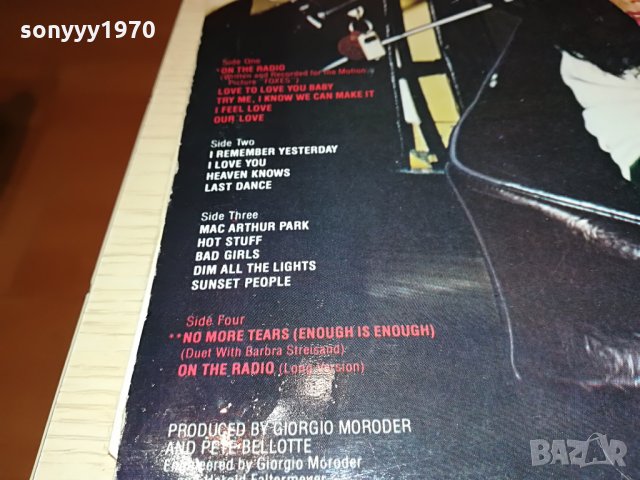 sonyyy1970
Side One
*ON THE RADIO
(Written and Recorded for the Motion
Picture "FOXES")
LOVE TO LOVE YOU BABY
TRY ME, I KNOW WE CAN MAKE IT
I FEEL LOVE
OUR LOVE
Side Two
I REMEMBER YESTERDAY
I LOVE YOU
HEAVEN KNOWS
LAST DANCE
Side Three
MAC ARTHUR PARK
HOT STUFF
BAD GIRLS
DIM ALL THE LIGHTS
SUNSET PEOPLE
Side Four
**NO MORE TEARS (ENOUGH IS ENOUGH)
(Duet With Barbra Streisand)
ON THE RADIO (Long Version)
PRODUCED BY GIORGIO MORODER
AND PETE BELLOTTE
Engineered by Giorgio Moroder
Harold Faltermeyer
BAZAR
bg